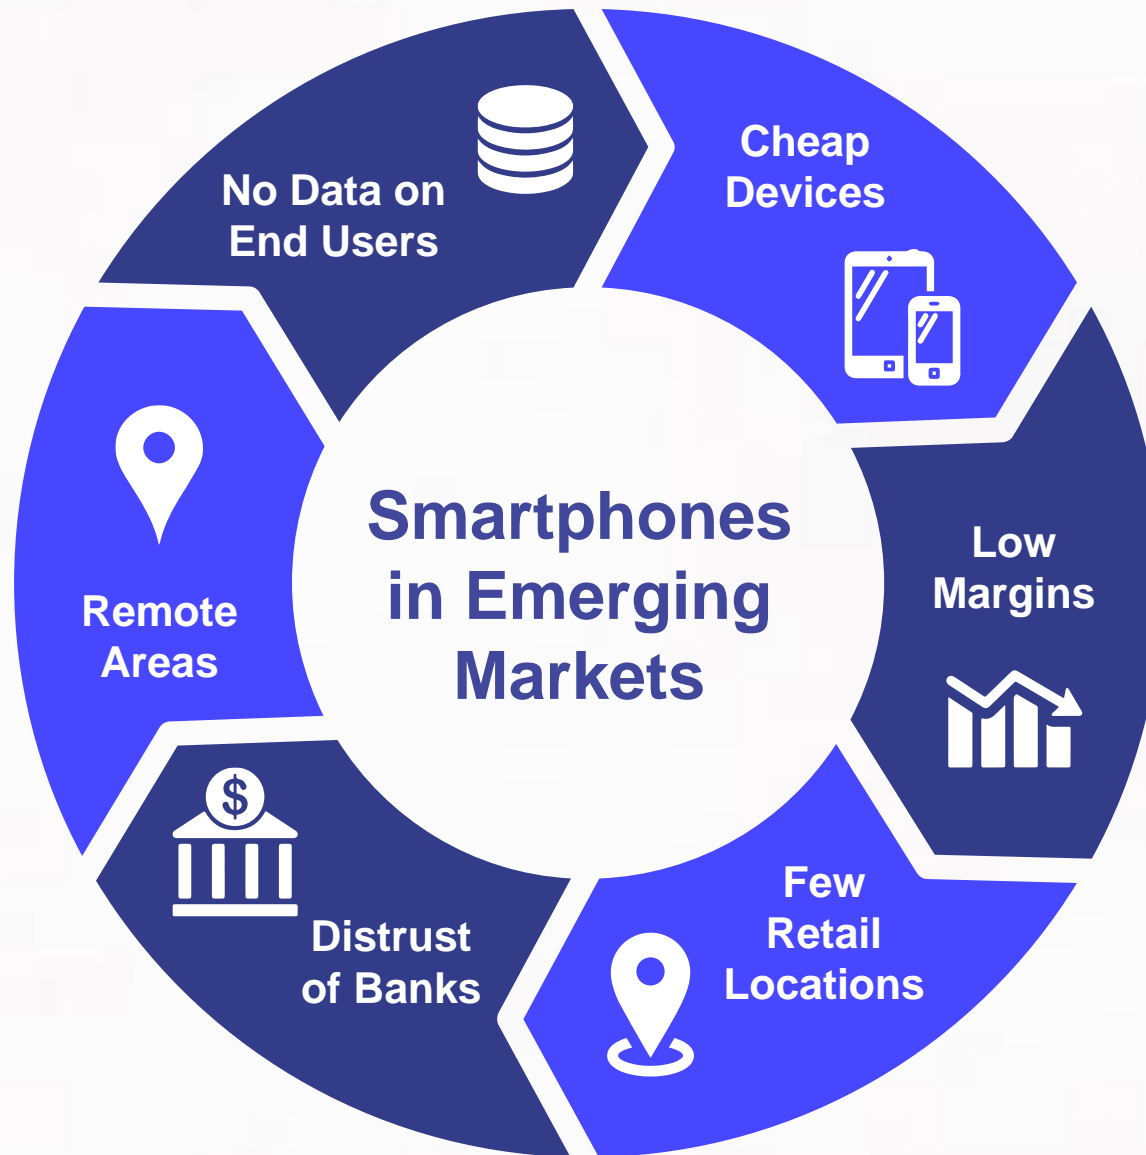 Smartphones
in Emerging
Markets
Cheap
Devices
Low
Margins
Few
Retail
Locations
Distrust
of Banks
$
Remote
Areas
No Data on
End Users